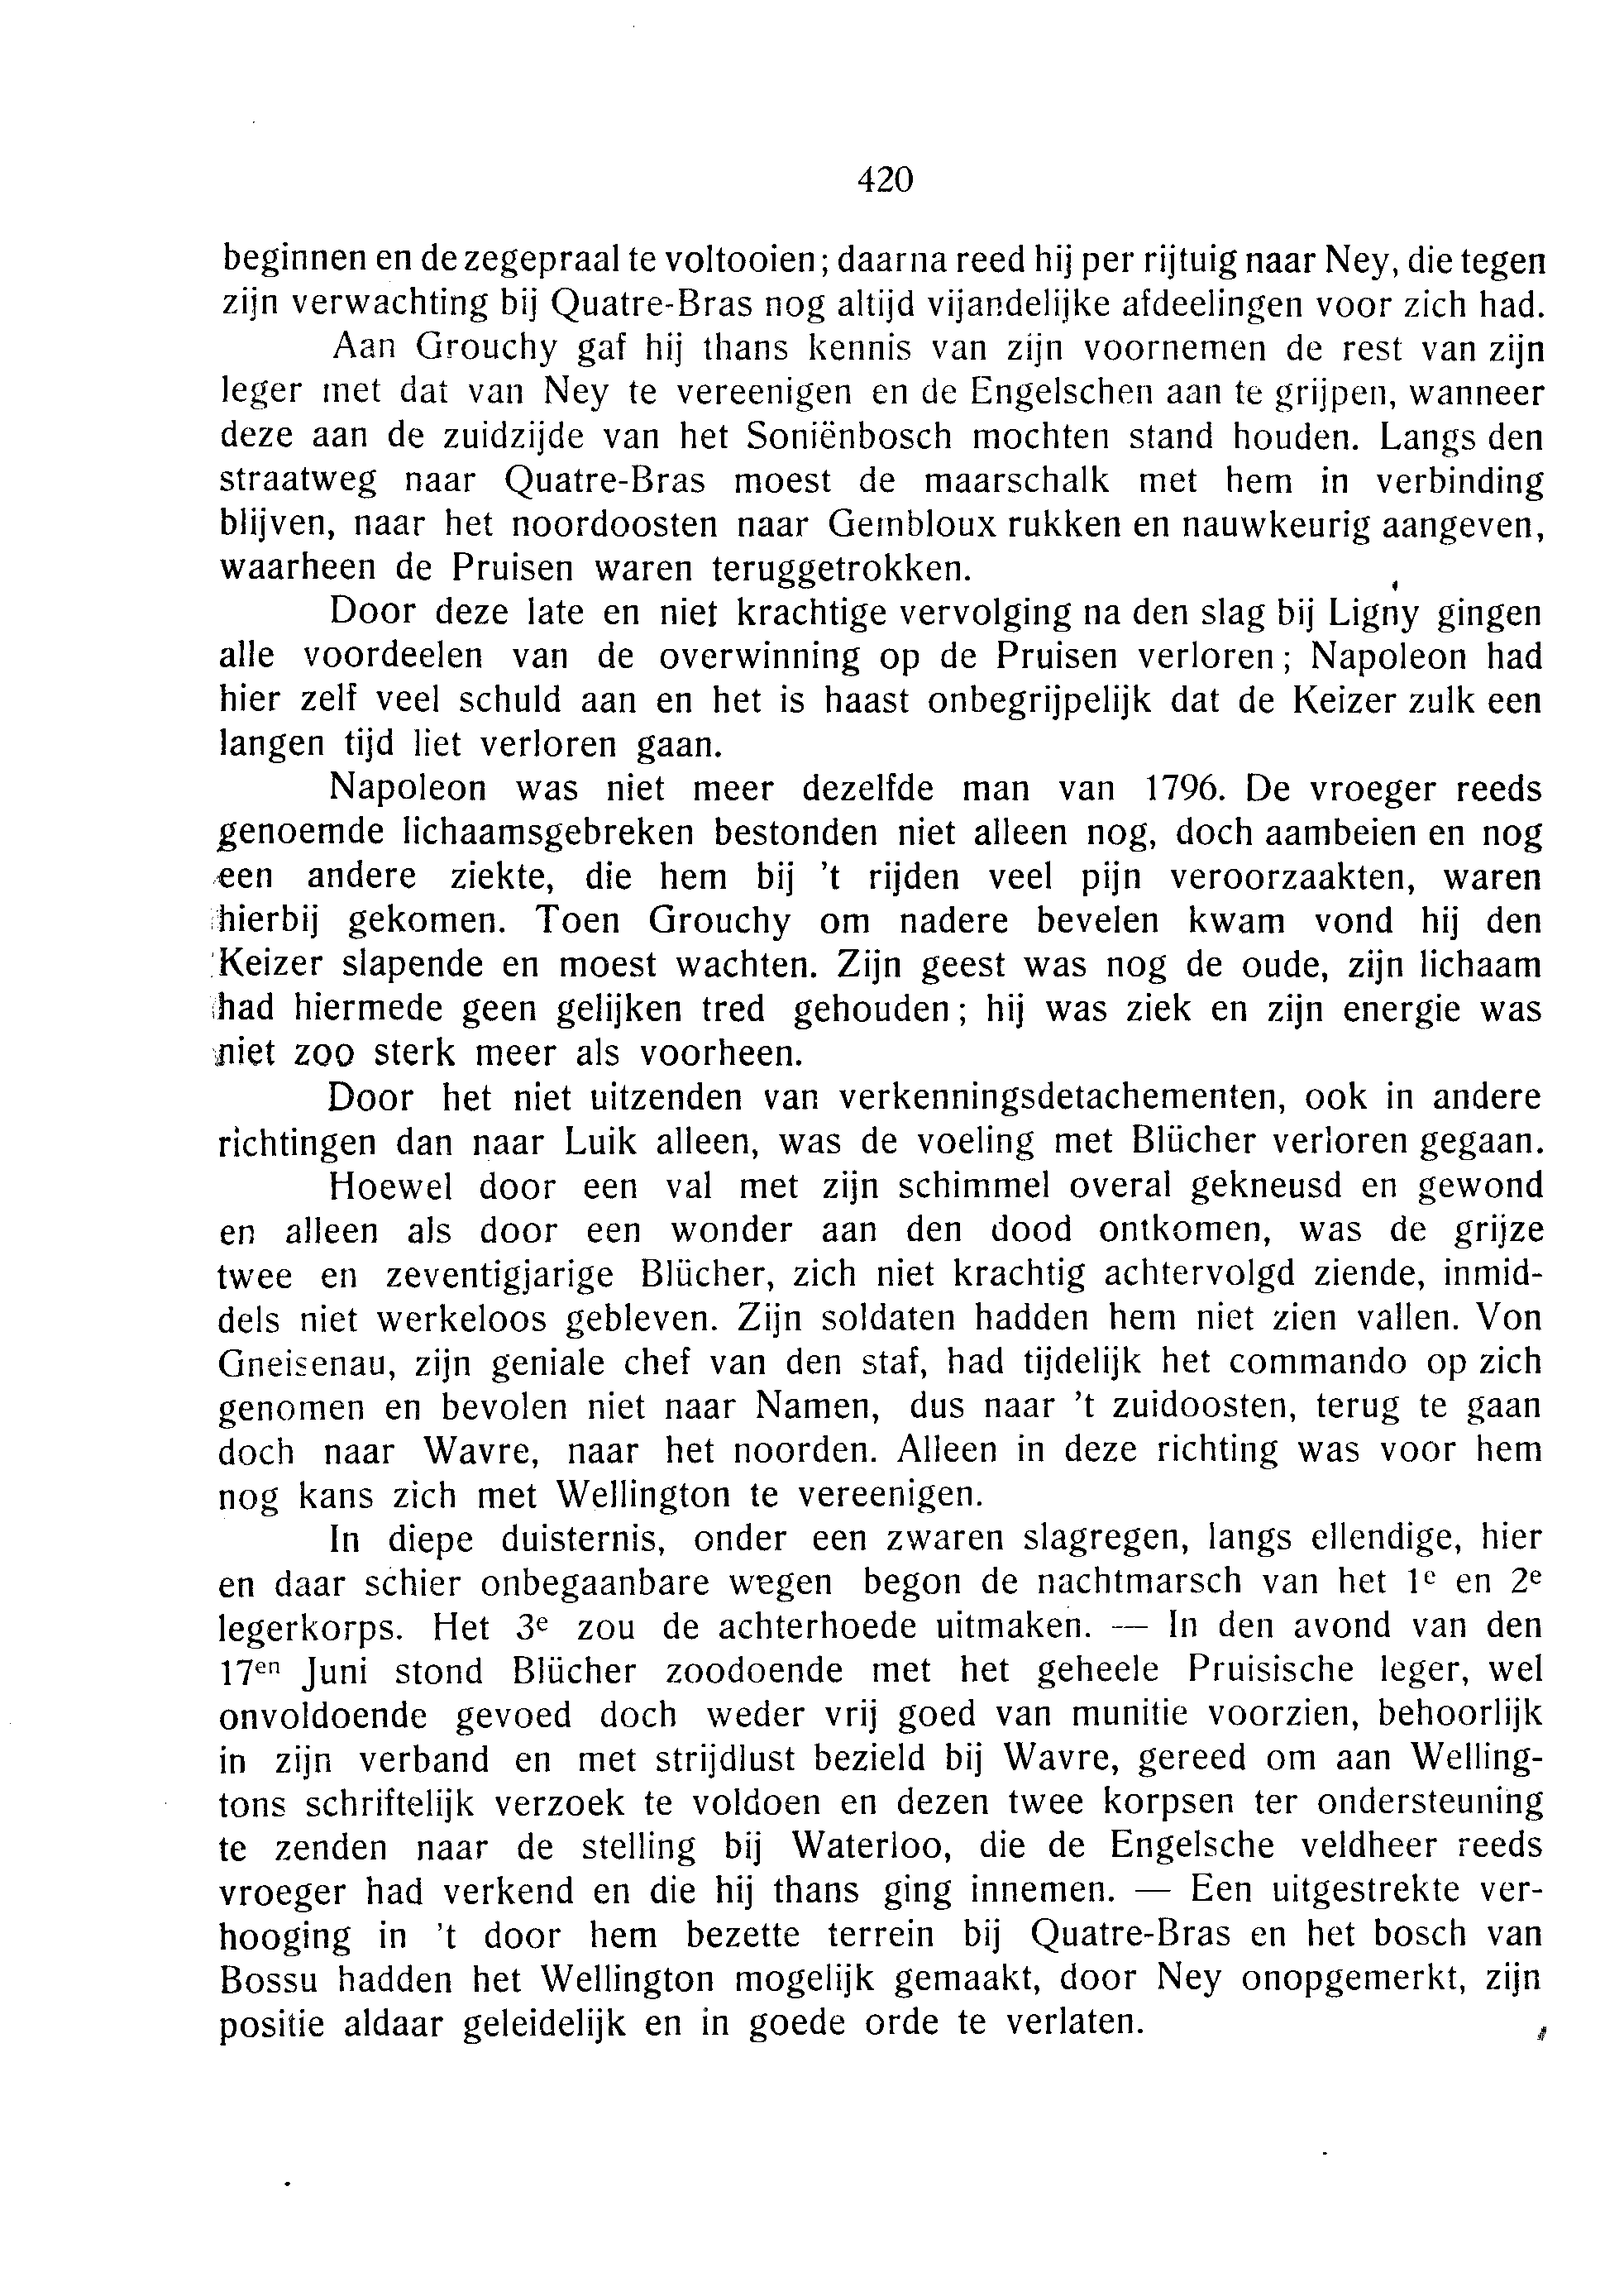 420
beginnen en de zegepraal te voltooien; daarna reed hij per rijtuig naar Ney, die tegen
zijn verwachting bij Quatre-Bras nog altijd vijandelijke afdeelingen voor zich had.
Aan Grouchy gaf hij thans kennis van zijn voornemen de rest van zijn
leger met dat van Ney te vereenigen en de Engelschen aan te grijpen, wanneer
deze aan de zuidzijde van het Soniënbosch mochten stand houden. Langs den
straatweg naar Quatre-Bras moest de maarschalk met hem in verbinding
blijven, naar het noordoosten naar Gembloux rukken en nauwkeurig aangeven,
waarheen de Pruisen waren teruggetrokken.
Door deze late en niet krachtige vervolging na den slag bij Ligny gingen
alle voordeelen van de overwinning op de Pruisen verloren; Napoleon had
hier zelf veel schuld aan en het is haast onbegrijpelijk dat de Keizer zulk een
langen tijd liet verloren gaan.
Napoleon was niet meer dezelfde man van 1796. De vroeger reeds
genoemde lichaamsgebreken bestonden niet alleen nog, doch aambeien en nog
een andere ziekte, die hem bij 't rijden veel pijn veroorzaakten, waren
hierbij gekomen. Toen Grouchy om nadere bevelen kwam vond hij den
Keizer slapende en moest wachten. Zijn geest was nog de oude, zijn lichaam
had hiermede geen gelijken tred gehouden; hij was ziek en zijn energie was
niet zoo sterk meer als voorheen.
Door het niet uitzenden van verkenningsdetachementen, ook in andere
richtingen dan naar Luik alleen, was de voeling met Blücher verloren gegaan.
Hoewel door een val met zijn schimmel overal gekneusd en gewond
en alleen als door een wonder aan den dood ontkomen, was de grijze
twee en zeventigjarige Blücher, zich niet krachtig achtervolgd ziende, inmid-
dels niet werkeloos gebleven. Zijn soldaten hadden hem niet zien vallen. Von
Gneisenau, zijn geniale chef van den staf, had tijdelijk het commando op zich
genomen en bevolen niet naar Namen, dus naar 't zuidoosten, terug te gaan
doch naar Wavre, naar het noorden. Alleen in deze richting was voor hem
nog kans zich met Wellington te vereenigen.
In diepe duisternis, onder een zwaren slagregen, langs ellendige, hier
en daar schier onbegaanbare wegen begon de nachtmarsch van het 1e en 2e
legerkorps. Het 3e zou de achterhoede uitmaken. — In den avond van den
17en Juni stond Blücher zoodoende met het geheele Pruisische leger, wel
onvoldoende gevoed doch weder vrij goed van munitie voorzien, behoorlijk
in zijn verband en met strijdlust bezield bij Wavre, gereed om aan Welling-
tons schriftelijk verzoek te voldoen en dezen twee korpsen ter ondersteuning
te zenden naar de stelling bij Waterloo, die de Engelsche veldheer reeds
vroeger had verkend en die hij thans ging innemen. — Een uitgestrekte ver-
hooging in 't door hem bezette terrein bij Quatre-Bras en het bosch van
Bossu hadden het Wellington mogelijk gemaakt, door Ney onopgemerkt, zijn
positie aldaar geleidelijk en in goede orde te verlaten.